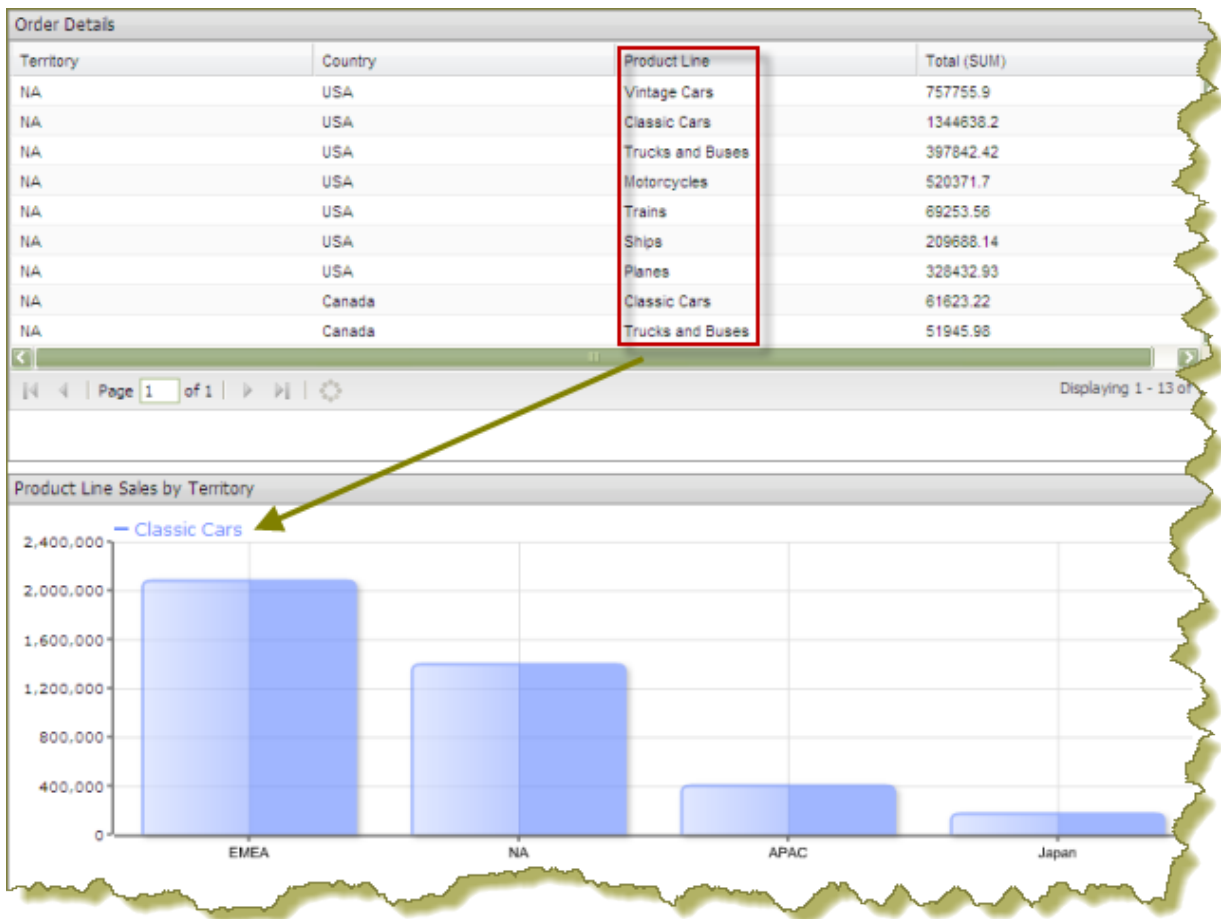 Order Details
Territory Country Product Line Total (SUM)
NA USA Vintage Cars 757755.9
NA USA Classic Cars 1344638.2
NA USA Trucks and Buses 397842.42
NA USA Motorcycles 520371.7
NA USA Trains 69253.56
NA USA Ships 209688.14
NA USA Planes 328432.93
NA Canada Classic Cars 61623.22
NA Canada Trucks and Buses 51945.98
Page 1 of 1 Displaying 1 - 13 of
Product Line Sales by Territory
Classic Cars
2,400,000
2,000,000
1,600,000
1,200,000
800,000
400,000
0
EMEA NA APAC Japan